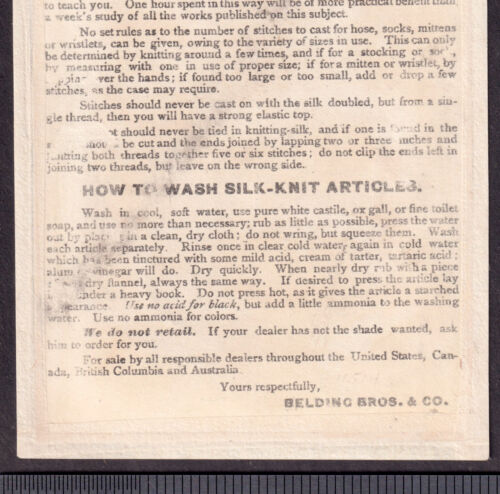 to teach you. One hour spent in this way will be of more practical benefit than
a week's study of all the works published on this subject.
No set rules as to the number of stitches to cast for hose, socks, mittens
or wristlets, can be given, owing to the variety of sizes in use. This can only
be determined by knitting around a few times, and if for a stocking or
by measuring with one in use of proper size; if for a mitten or wristlet, by
ver the hands; if found too large or too small, add or drop a few
stitches, as the case may require.
Stitches should never be cast on with the silk doubled, but from a sin-
gle thread, then you will have a strong elastic top.
should never be tied in knitting-silk, and if one is found in the
be cut and the ends joined by lapping two or three inches and
knitting both threads together five or six stitches; do not clip the ends left in
joining two threads, but leave on the wrong side.
HOW TO WASH SILK-KNIT ARTICLES.
Wash in cool, soft water, use pure white castile, ox gall, or fine toilet
soap, and use no more than necessary; rub as little as possible, press the water
out by in a clean, dry cloth; do not wring, but squeeze them. Wash
each article separately. Rinse once in clear cold water, again in cold water
which has been tinctured with some mild acid, cream of tarter, tartaric acid;
alum or vinegar will do. Dry quickly. When nearly dry rub with a piece
dry flannel, always the same way. If desired to press the article lay
under a heavy book. Do not press hot, as it gives the article a starched
appearance. Use no acid for black, but add a little ammonia to the washing
water. Use no ammonia for colors.
We do not retail. If your dealer has not the shade wanted, ask
him to order for you.
For sale by all responsible dealers throughout the United States, Can-
ada, British Columbia and Australia.
Yours respectfully,
BELDING BROS. & CO.